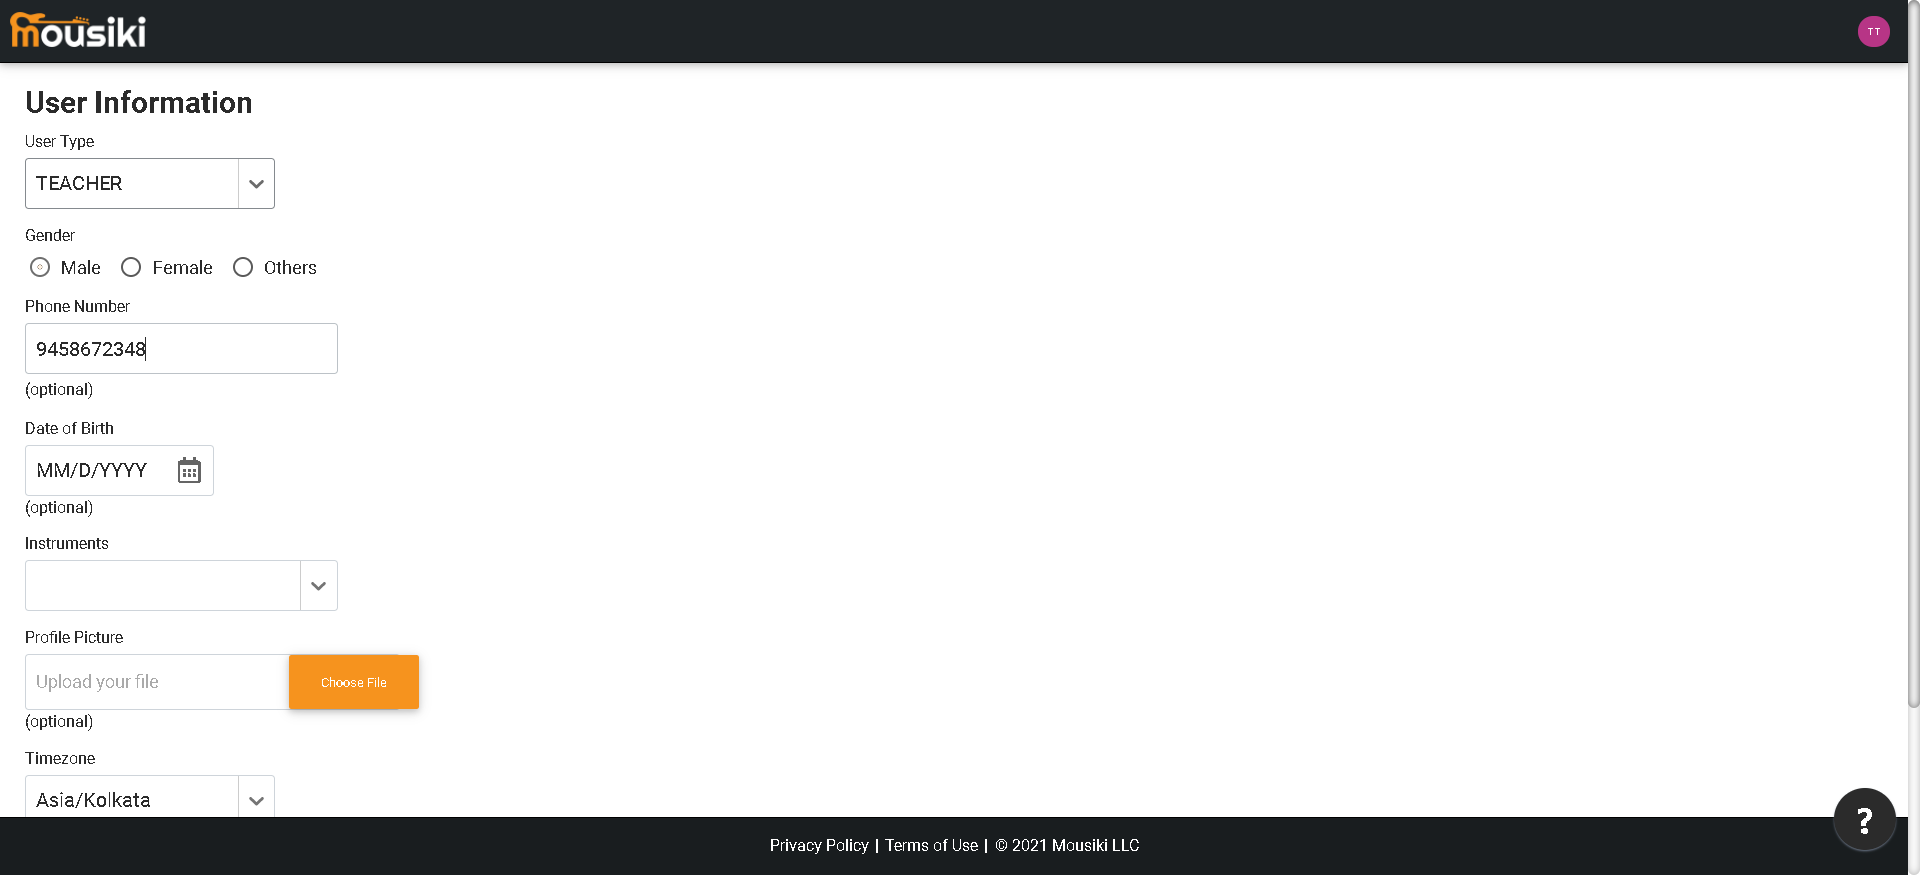 mousiki
TT
User Information
User Type
TEACHER
Gender
Male Female Others
Phone Number
9458672348
(optional)
Date of Birth
MM/D/YYYY
(optional)
Instruments
Profile Picture
Upload your file Choose File
(optional)
Timezone
Asia/Kolkata
?
Privacy Policy | Terms of Use | © 2021 Mousiki LLC